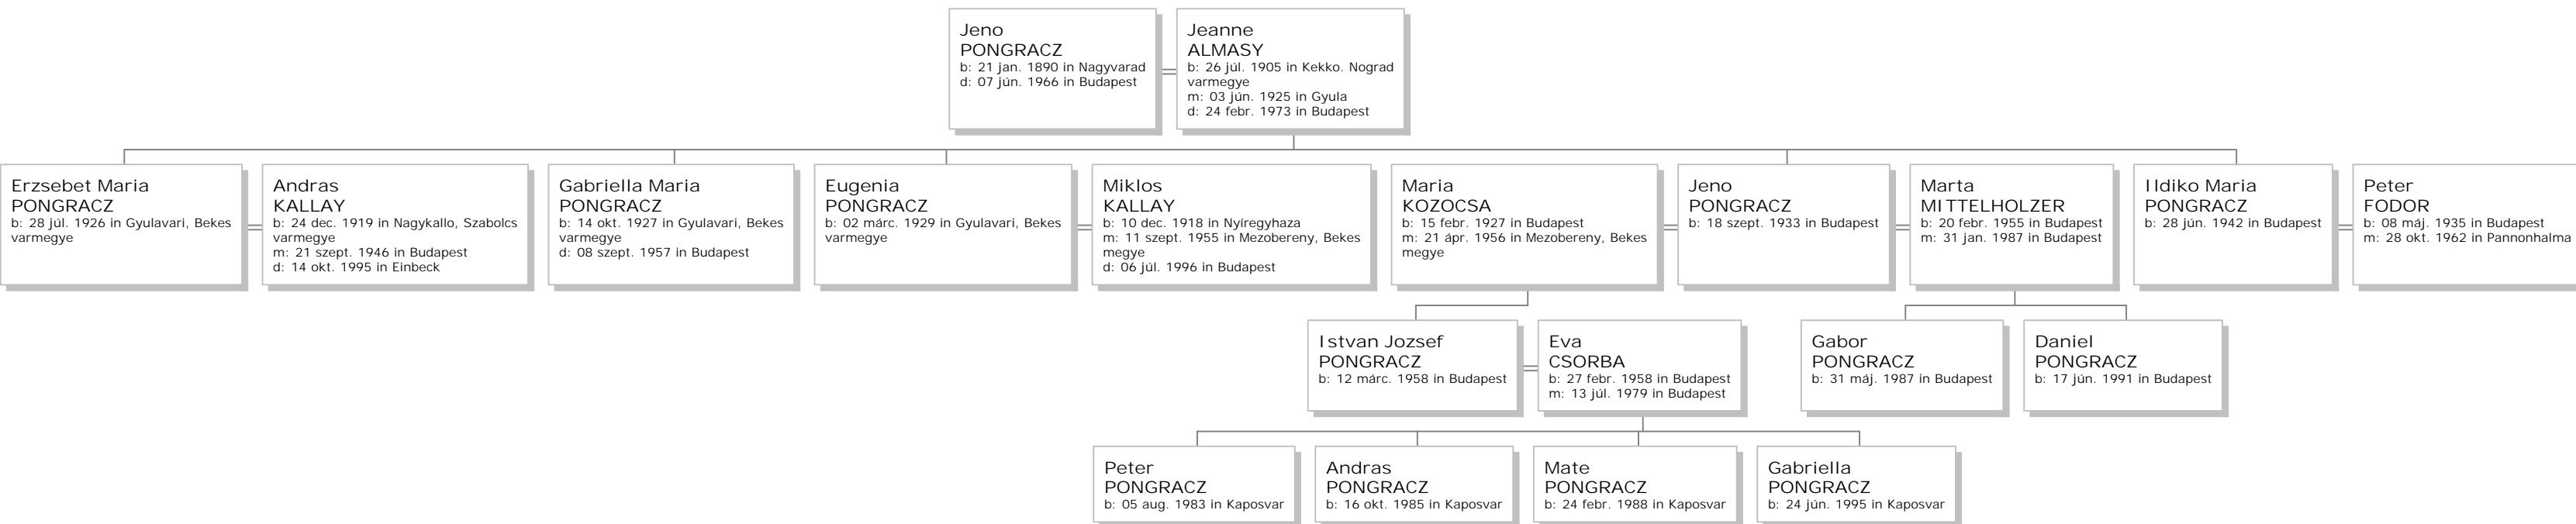 Jeno
PONGRACZ
b: 21 jan. 1890 in Nagyvarad
d: 07 jún. 1966 in Budapest
Jeanne
ALMASY
b: 26 júl. 1905 in Kekko. Nograd
varmegye
m: 03 jún. 1925 in Gyula
d: 24 febr. 1973 in Budapest
Erzsebet Maria
PONGRACZ
b: 28 júl. 1926 in Gyulavari, Bekes
varmegye
Andras
KALLAY
b: 24 dec. 1919 in Nagykallo, Szabolcs
varmegye
m: 21 szept. 1946 in Budapest
d: 14 okt. 1995 in Einbeck
Gabriella Maria
PONGRACZ
b: 14 okt. 1927 in Gyulavari, Bekes
varmegye
d: 08 szept. 1957 in Budapest
Eugenia
PONGRACZ
b: 02 márc. 1929 in Gyulavari, Bekes
varmegye
Miklos
KALLAY
b: 10 dec. 1918 in Nyíregyhaza
m: 11 szept. 1955 in Mezobereny, Bekes
megye
d: 06 júl. 1996 in Budapest
Maria
KOZOCSA
b: 15 febr. 1927 in Budapest
m: 21 ápr. 1956 in Mezobereny, Bekes
megye
Jeno
PONGRACZ
b: 18 szept. 1933 in Budapest
Marta
MITTELHOLZER
b: 20 febr. 1955 in Budapest
m: 31 jan. 1987 in Budapest
Ildiko Maria
PONGRACZ
b: 28 jún. 1942 in Budapest
Peter
FODOR
b: 08 máj. 1935 in Budapest
m: 28 okt. 1962 in Pannonhalma
Istvan Jozsef
PONGRACZ
b: 12 márc. 1958 in Budapest
Eva
CSORBA
b: 27 febr. 1958 in Budapest
m: 13 júl. 1979 in Budapest
Gabor
PONGRACZ
b: 31 máj. 1987 in Budapest
Daniel
PONGRACZ
b: 17 jún. 1991 in Budapest
Peter
PONGRACZ
b: 05 aug. 1983 in Kaposvar
Andras
PONGRACZ
b: 16 okt. 1985 in Kaposvar
Mate
PONGRACZ
b: 24 febr. 1988 in Kaposvar
Gabriella
PONGRACZ
b: 24 jún. 1995 in Kaposvar